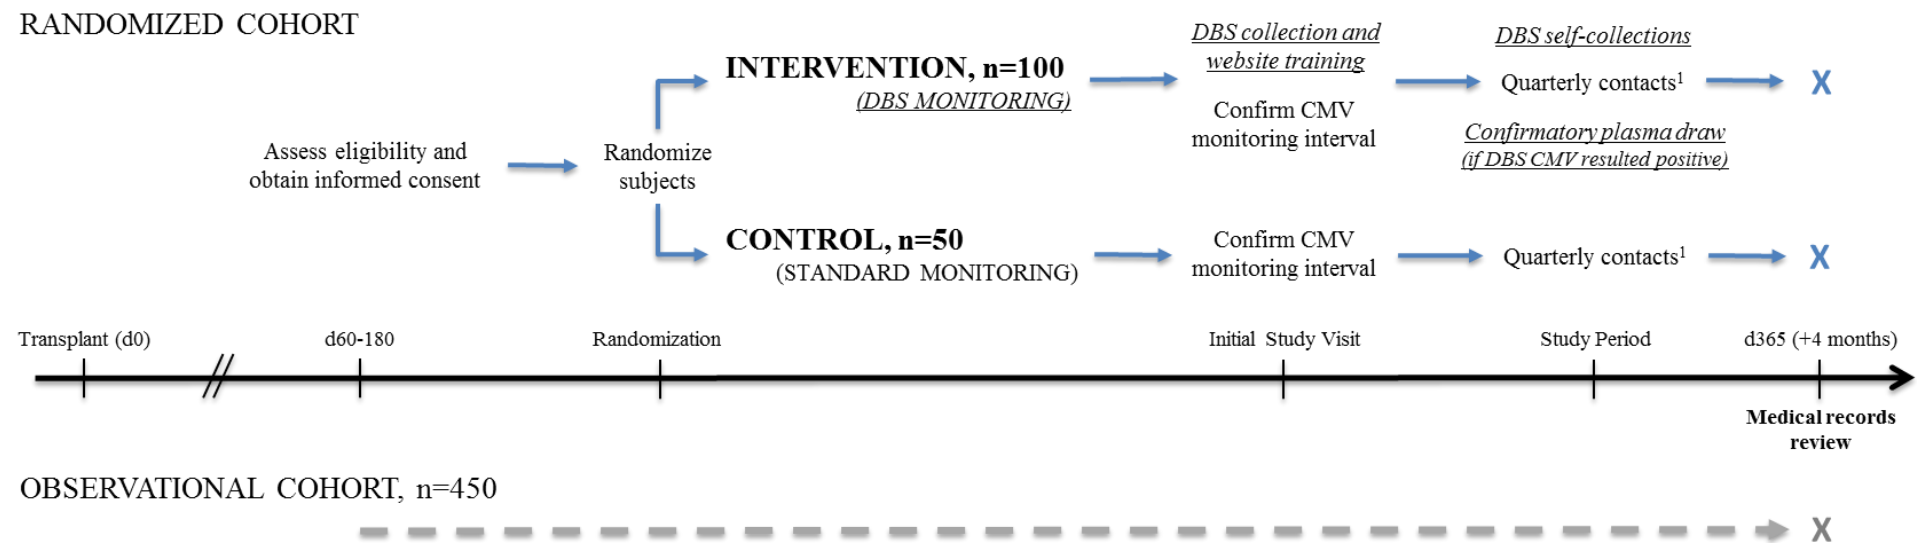 RANDOMIZED COHORT
Assess eligibility and
obtain informed consent
Randomize
subjects
INTERVENTION, n=100
(DBS MONITORING)
DBS collection and
website training
Confirm CMV
monitoring interval
DBS self-collections
Quarterly contacts¹
Confirmatory plasma draw
(if DBS CMV resulted positive)
X
CONTROL, n=50
(STANDARD MONITORING)
Confirm CMV
monitoring interval
Quarterly contacts¹
X
Transplant (d0)
d60-180
Randomization
Initial Study Visit
Study Period
d365 (+4 months)
Medical records
review
OBSERVATIONAL COHORT, n=450
X